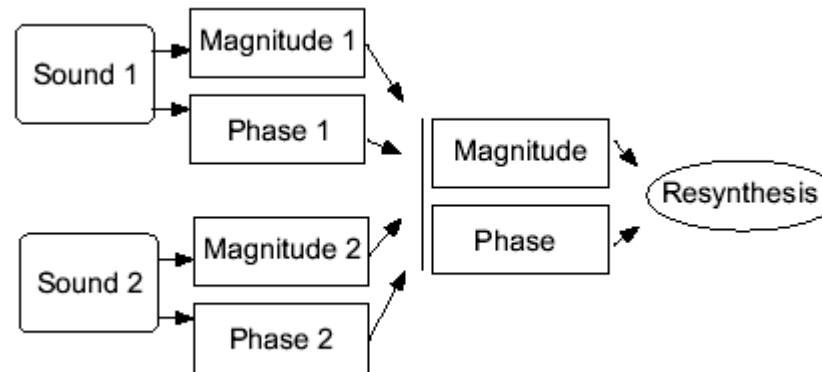 Sound 1
Magnitude 1
Phase 1
Sound 2
Magnitude 2
Phase 2
Magnitude
Phase
Resynthesis